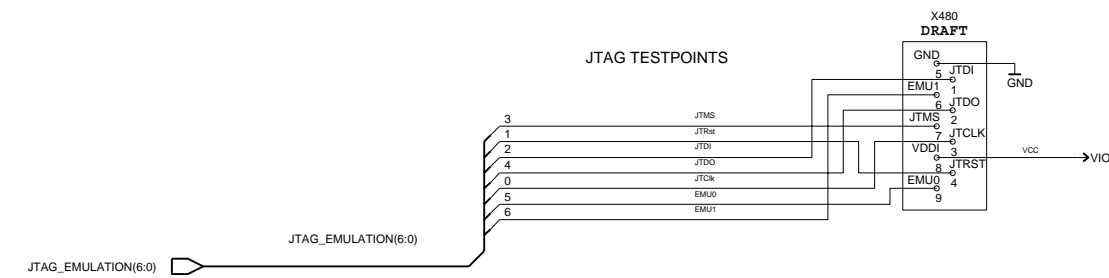 X480
DRAFT
JTAG TESTPOINTS
GND
5 JTDI
GND
EMU1 1
6 JTDO
3 JTMS JTMS 2
1 JTRst 7 JTCLK
2 JTDI VDDI 3 VCC VIO
4 JTDO 8 JTRST
0 JTClk EMU0 4
5 EMU0 9
6 EMU1
JTAG_EMULATION(6:0)
JTAG_EMULATION(6:0)